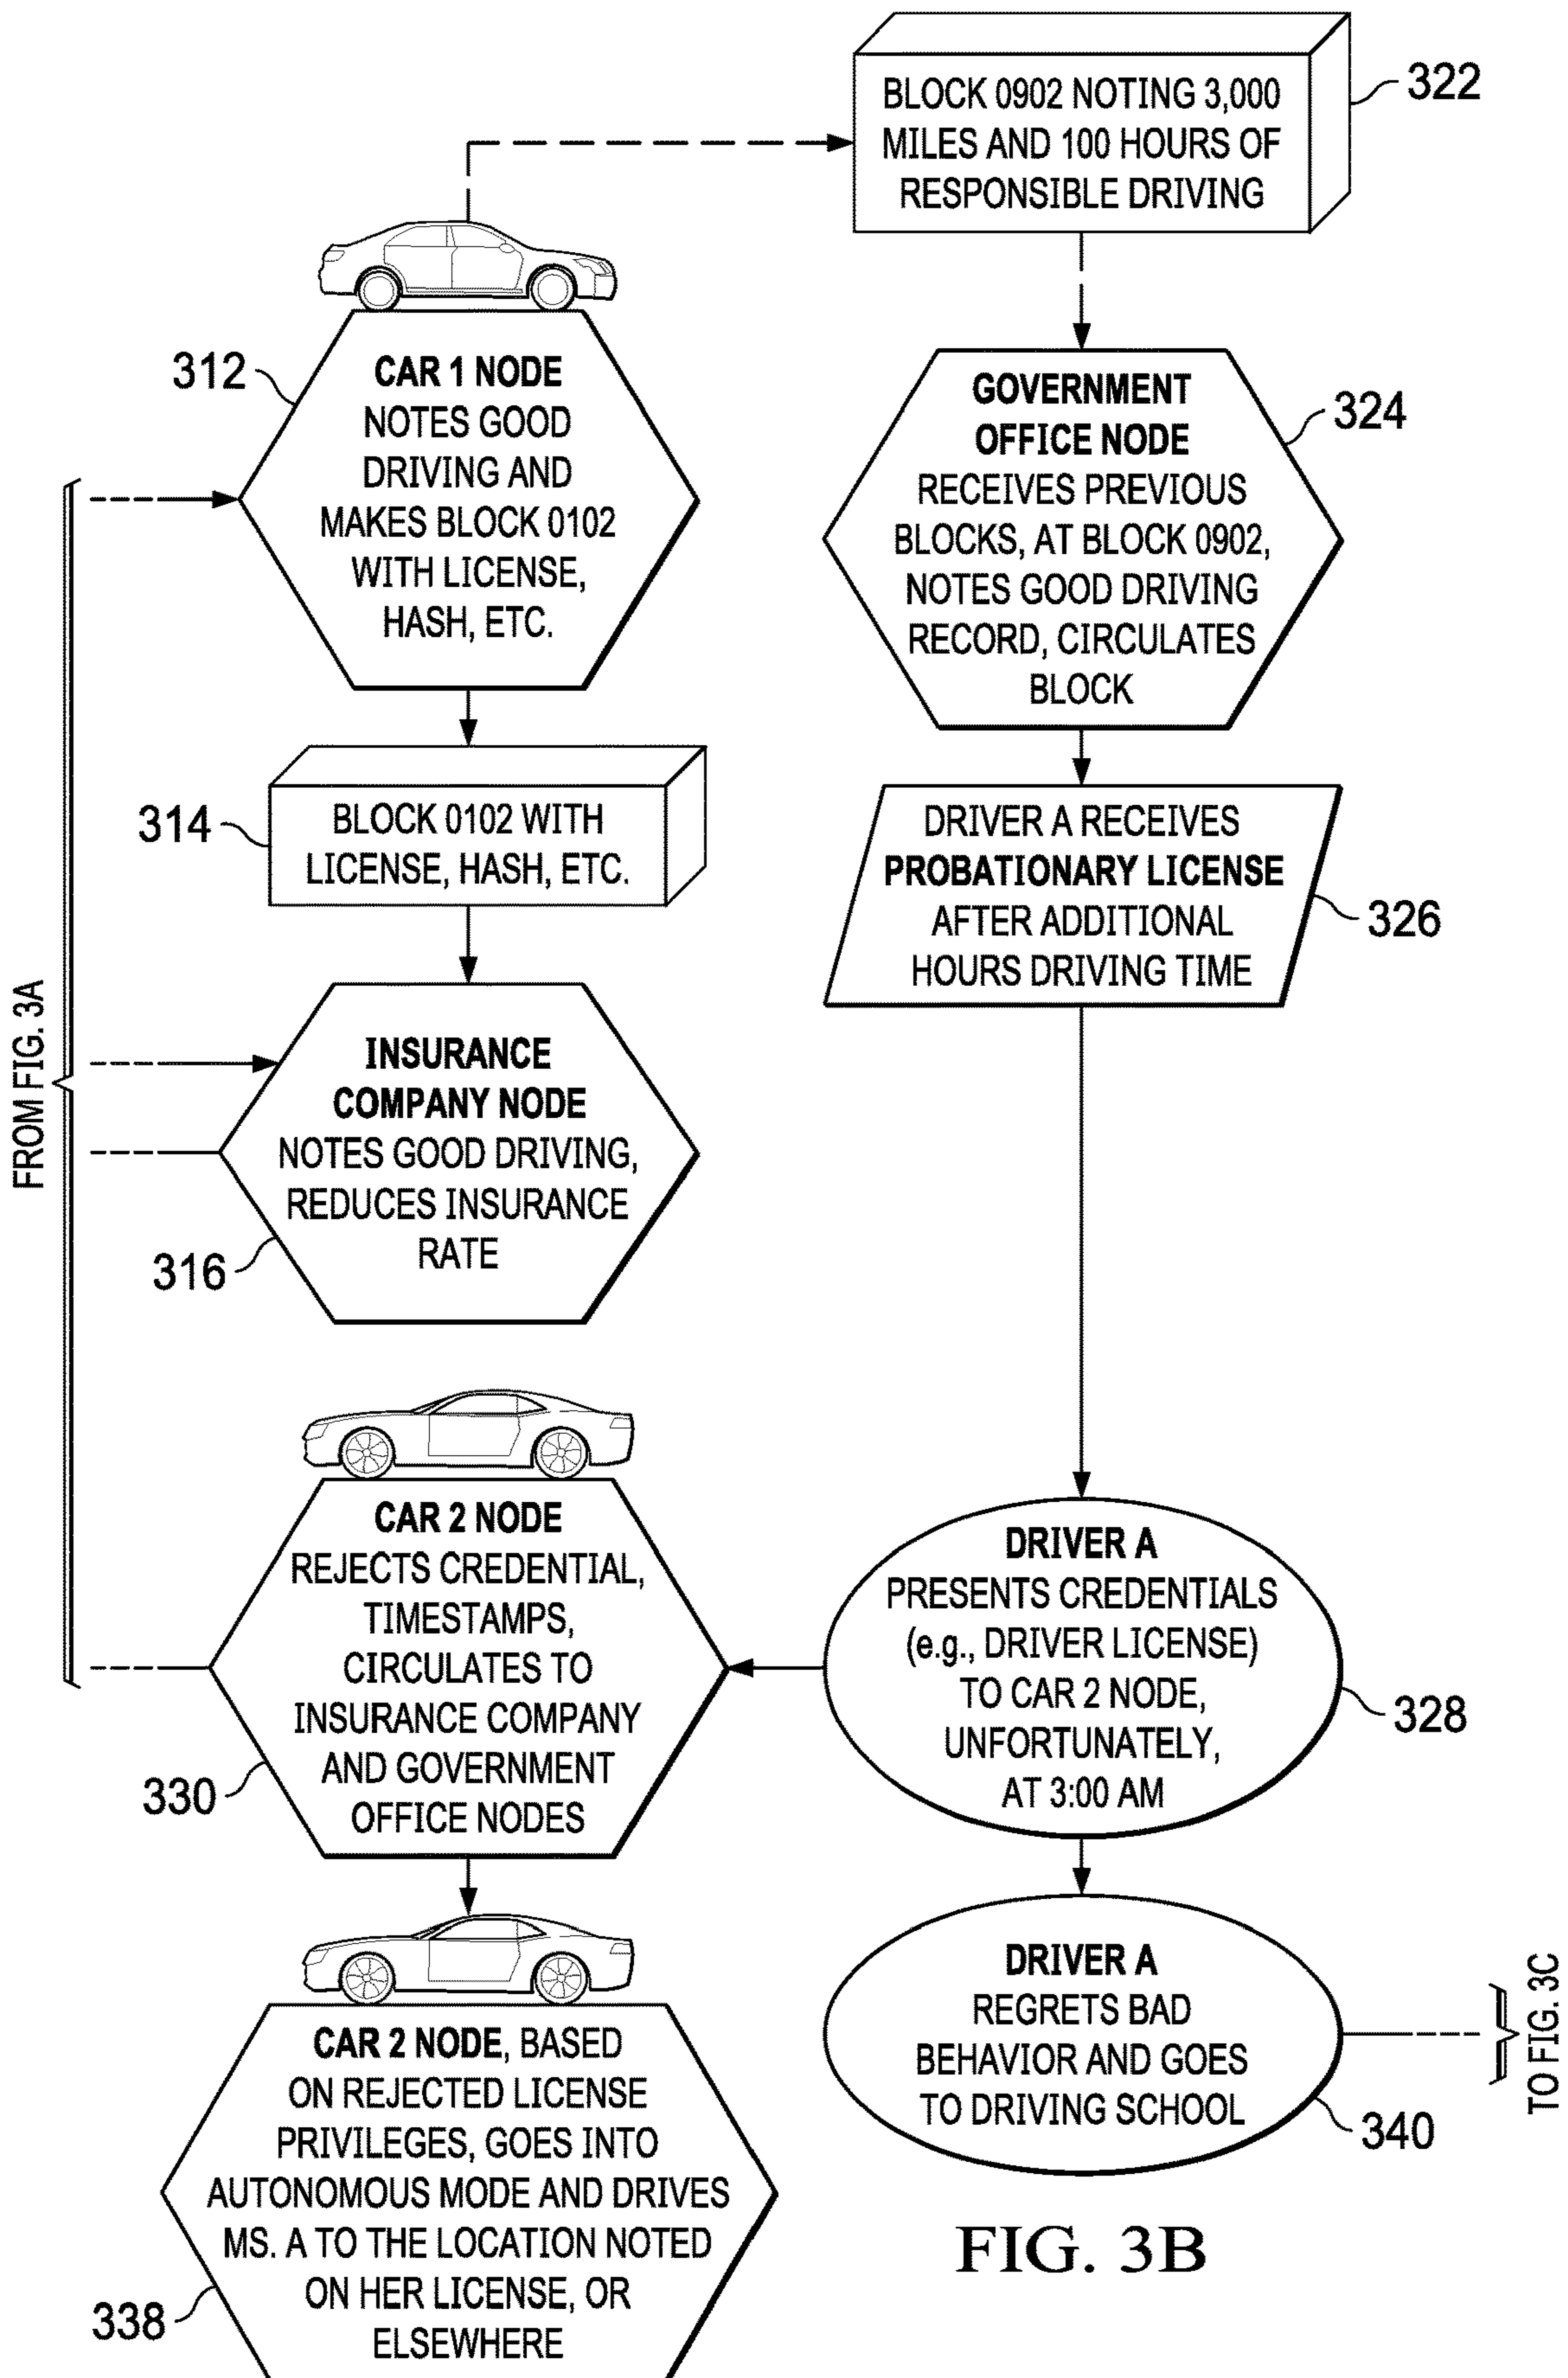 BLOCK 0902 NOTING 3,000
MILES AND 100 HOURS OF
RESPONSIBLE DRIVING
322
312
CAR 1 NODE
NOTES GOOD
DRIVING AND
MAKES BLOCK 0102
WITH LICENSE,
HASH, ETC.
GOVERNMENT
OFFICE NODE
RECEIVES PREVIOUS
BLOCKS, AT BLOCK 0902,
NOTES GOOD DRIVING
RECORD, CIRCULATES
BLOCK
324
314
BLOCK 0102 WITH
LICENSE, HASH, ETC.
DRIVER A RECEIVES
PROBATIONARY LICENSE
AFTER ADDITIONAL
HOURS DRIVING TIME
326
FROM FIG. 3A
INSURANCE
COMPANY NODE
NOTES GOOD DRIVING,
REDUCES INSURANCE
RATE
316
CAR 2 NODE
REJECTS CREDENTIAL,
TIMESTAMPS,
CIRCULATES TO
INSURANCE COMPANY
AND GOVERNMENT
OFFICE NODES
330
DRIVER A
PRESENTS CREDENTIALS
(e.g., DRIVER LICENSE)
TO CAR 2 NODE,
UNFORTUNATELY,
AT 3:00 AM
328
CAR 2 NODE, BASED
ON REJECTED LICENSE
PRIVILEGES, GOES INTO
AUTONOMOUS MODE AND DRIVES
MS. A TO THE LOCATION NOTED
ON HER LICENSE, OR
ELSEWHERE
338
DRIVER A
REGRETS BAD
BEHAVIOR AND GOES
TO DRIVING SCHOOL
340
TO FIG. 3C
FIG. 3B